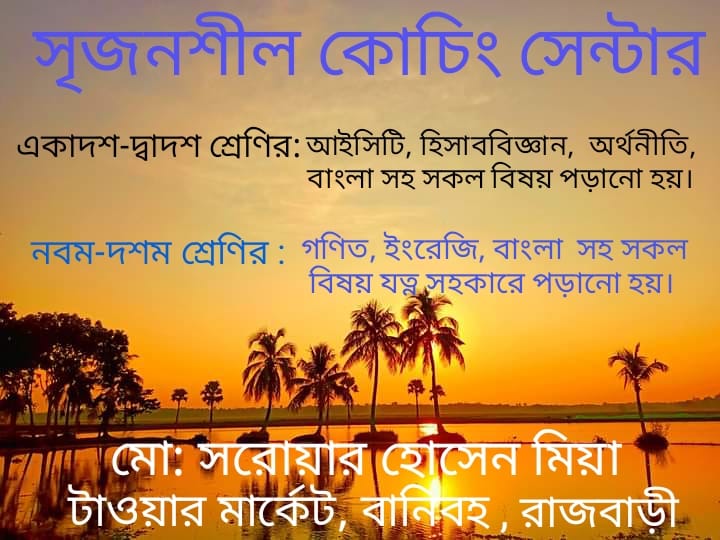 সৃজনশীল কোচিং সেন্টার
একাদশ-দ্বাদশ শ্রেণির: আইসিটি, হিসাববিজ্ঞান, অর্থনীতি,
বাংলা সহ সকল বিষয় পড়ানো হয়।
নবম-দশম শ্রেণির : গণিত, ইংরেজি, বাংলা সহ সকল
বিষয় যত্ন সহকারে পড়ানো হয়।
মো: সরোয়ার হোসেন মিয়া
টাওয়ার মার্কেট, বানিবহ , রাজবাড়ী